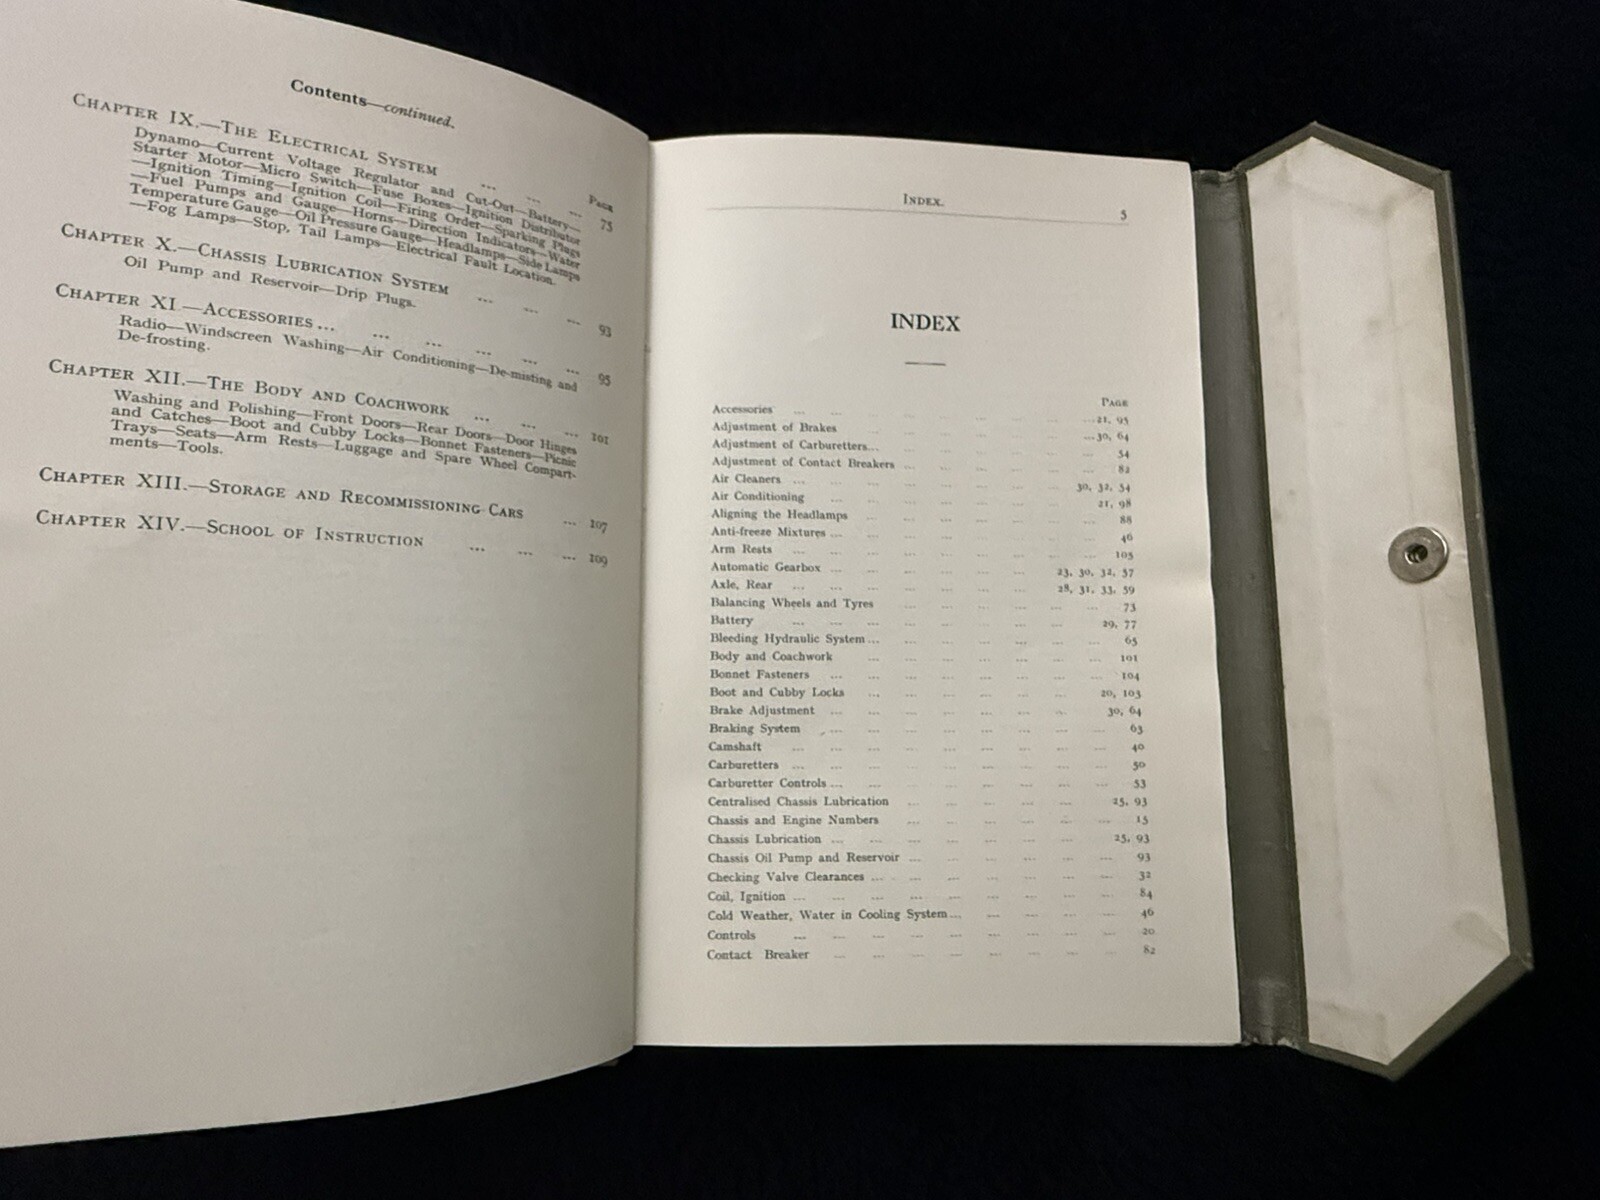 Contents—continued.
Page
Chapter IX.—The Electrical System ... ... ... 75
Dynamo—Current Voltage Regulator and Cut-Out—Battery—
Starter Motor—Micro Switch—Fuse Boxes—Ignition Distributor
—Ignition Timing—Ignition Coil—Firing Order—Sparking Plugs
—Fuel Pumps and Gauge—Horns—Direction Indicators—Water
Temperature Gauge—Oil Pressure Gauge—Headlamps—Side Lamps
—Fog Lamps—Stop, Tail Lamps—Electrical Fault Location.
Chapter X.—Chassis Lubrication System ... ... ... 93
Oil Pump and Reservoir—Drip Plugs.
Chapter XI.—Accessories ... ... ... ... ... ... 95
Radio—Windscreen Washing—Air Conditioning—De-misting and
De-frosting.
Chapter XII.—The Body and Coachwork ... ... ... 101
Washing and Polishing—Front Doors—Rear Doors—Door Hinges
and Catches—Boot and Cubby Locks—Bonnet Fasteners—Picnic
Trays—Seats—Arm Rests—Luggage and Spare Wheel Compart-
ments—Tools.
Chapter XIII.—Storage and Recommissioning Cars ... 107
Chapter XIV.—School of Instruction ... ... ... 109
Index. 5
INDEX
Page
Accessories ... 21, 95
Adjustment of Brakes ... 30, 64
Adjustment of Carburetters... 54
Adjustment of Contact Breakers ... 82
Air Cleaners ... 30, 32, 54
Air Conditioning ... 21, 98
Aligning the Headlamps ... 88
Anti-freeze Mixtures ... 46
Arm Rests ... 105
Automatic Gearbox ... 23, 30, 32, 57
Axle, Rear ... 28, 31, 33, 59
Balancing Wheels and Tyres ... 73
Battery ... 29, 77
Bleeding Hydraulic System ... 65
Body and Coachwork ... 101
Bonnet Fasteners ... 104
Boot and Cubby Locks ... 20, 103
Brake Adjustment ... 30, 64
Braking System ... 63
Camshaft ... 40
Carburetters ... 50
Carburetter Controls ... 53
Centralised Chassis Lubrication ... 25, 93
Chassis and Engine Numbers ... 15
Chassis Lubrication ... 25, 93
Chassis Oil Pump and Reservoir ... 93
Checking Valve Clearances ... 32
Coil, Ignition ... 84
Cold Weather, Water in Cooling System ... 46
Controls ... 20
Contact Breaker ... 82